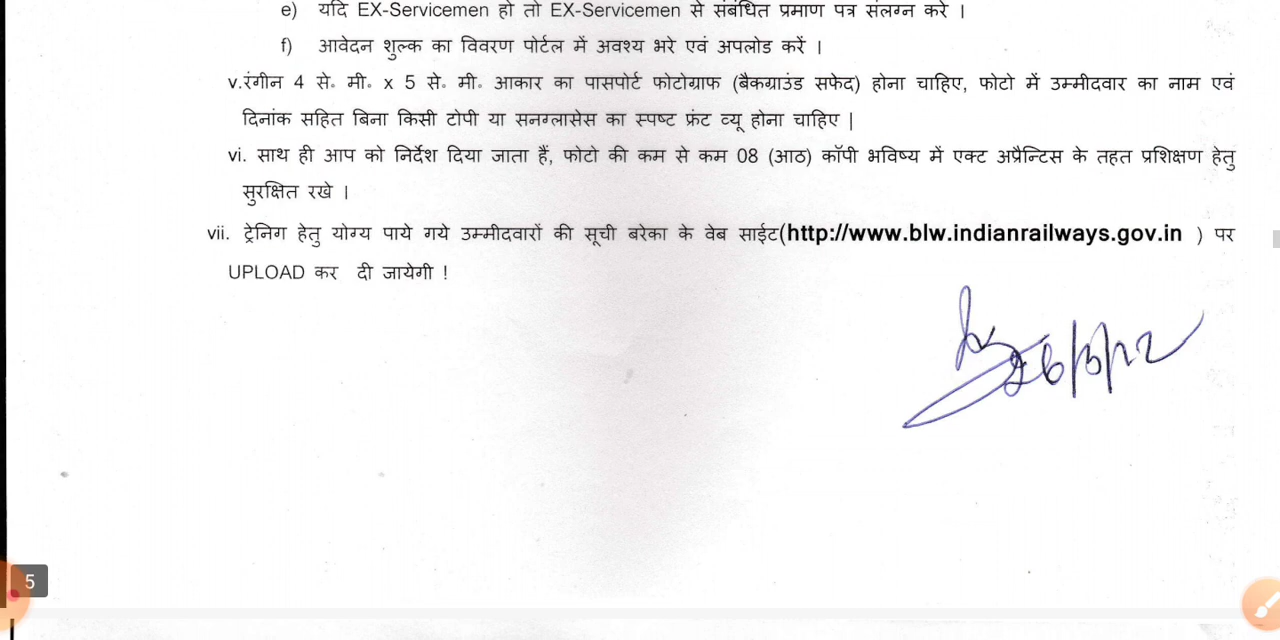 e) यदि EX-Servicemen हो तो EX-Servicemen से संबंधित प्रमाण पत्र संलग्न करे ।
f) आवेदन शुल्क का विवरण पोर्टल में अवश्य भरे एवं अपलोड करें ।
v.रंगीन 4 से॰ मी॰ x 5 से॰ मी॰ आकार का पासपोर्ट फोटोग्राफ (बैकग्राउंड सफेद) होना चाहिए, फोटो में उम्मीदवार का नाम एवं
दिनांक सहित बिना किसी टोपी या सनग्लासेस का स्पष्ट फ्रंट व्यू होना चाहिए |
vi. साथ ही आप को निर्देश दिया जाता हैं, फोटो की कम से कम 08 (आठ) कॉपी भविष्य में एक्ट अप्रैन्टिस के तहत प्रशिक्षण हेतु
सुरक्षित रखे ।
vii. ट्रेनिग हेतु योग्य पाये गये उम्मीदवारों की सूची बरेका के वेब साईट(http://www.blw.indianrailways.gov.in ) पर
UPLOAD कर दी जायेगी !
5